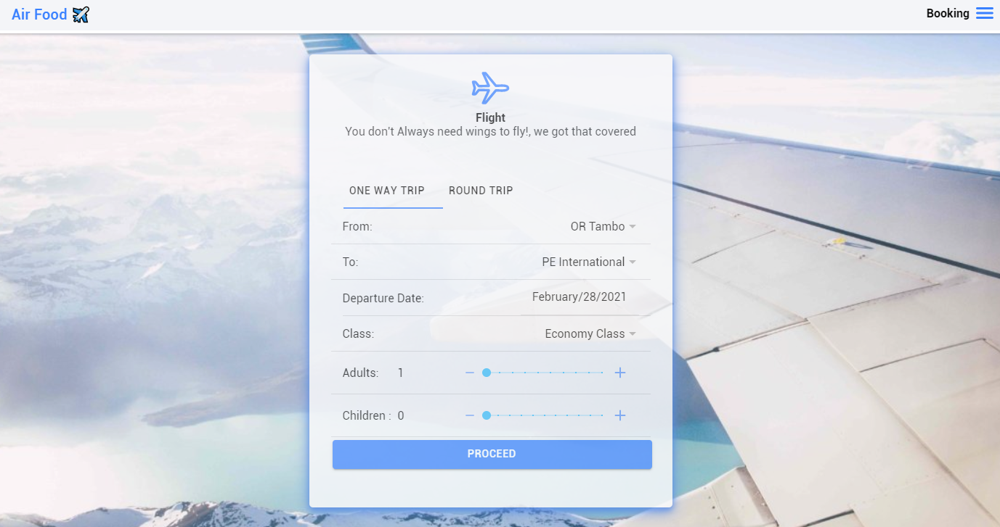 Air Food
Booking
Flight
You don't Always need wings to fly!, we got that covered
ONE WAY TRIP ROUND TRIP
From: OR Tambo
To: PE International
Departure Date: February/28/2021
Class: Economy Class
Adults: 1
Children : 0
PROCEED